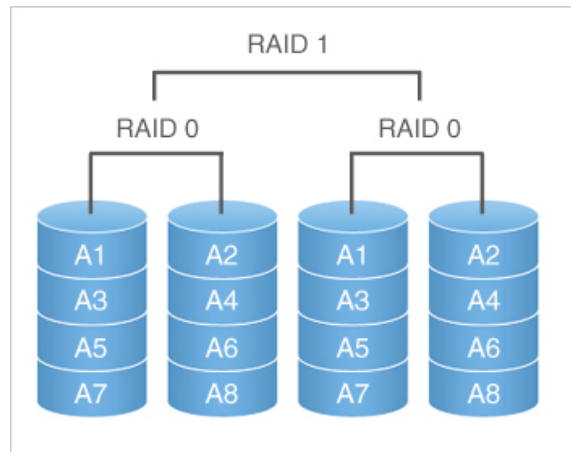 RAID 1
RAID 0 RAID 0
A1 A2 A1 A2
A3 A4 A3 A4
A5 A6 A5 A6
A7 A8 A7 A8